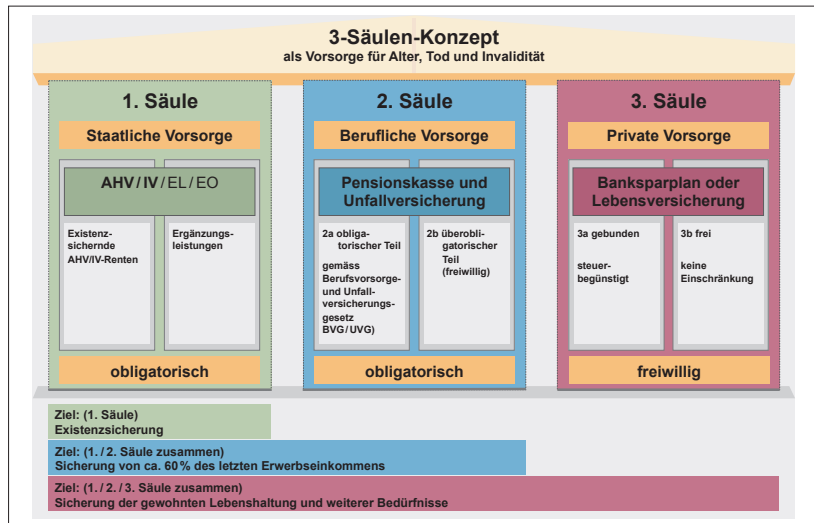 3-Säulen-Konzept
als Vorsorge für Alter, Tod und Invalidität
1. Säule
Staatliche Vorsorge
AHV/IV/EL/EO
Existenz-
sichernde
AHV/IV-Renten
Ergänzungs-
leistungen
obligatorisch
2. Säule
Berufliche Vorsorge
Pensionskasse und
Unfallversicherung
2a obliga-
torischer Teil
gemäss
Berufsvorsorge-
und Unfall-
versicherungs-
gesetz
BVG/UVG)
2b überobli-
gatorischer
Teil
(freiwillig)
obligatorisch
3. Säule
Private Vorsorge
Banksparplan oder
Lebensversicherung
3a gebunden
steuer-
begünstigt
3b frei
keine
Einschränkung
freiwillig
Ziel: (1. Säule)
Existenzsicherung
Ziel: (1./2. Säule zusammen)
Sicherung von ca. 60% des letzten Erwerbseinkommens
Ziel: (1./2./3. Säule zusammen)
Sicherung der gewohnten Lebenshaltung und weiterer Bedürfnisse